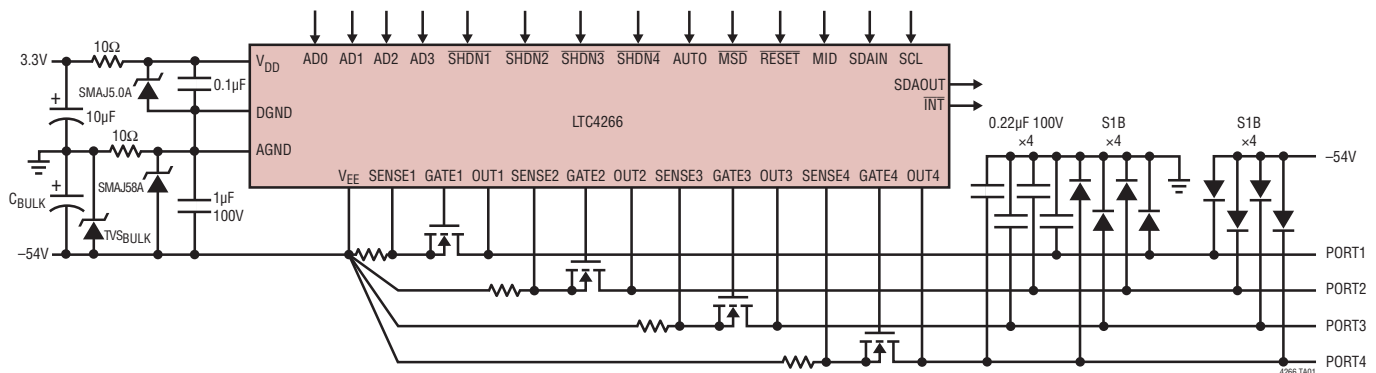 3.3V
10Ω
SMAJ5.0A
0.1µF
+
10µF
10Ω
SMAJ58A
+
CBULK
TVSBULK
1µF
100V
–54V
VDD
DGND
AGND
AD0 AD1 AD2 AD3 SHDN1 SHDN2 SHDN3 SHDN4 AUTO MSD RESET MID SDAIN SCL
SDAOUT
INT
LTC4266
VEE SENSE1 GATE1 OUT1 SENSE2 GATE2 OUT2 SENSE3 GATE3 OUT3 SENSE4 GATE4 OUT4
0.22µF 100V
×4
S1B
×4
S1B
×4
–54V
PORT1
PORT2
PORT3
PORT4
4266 TA01